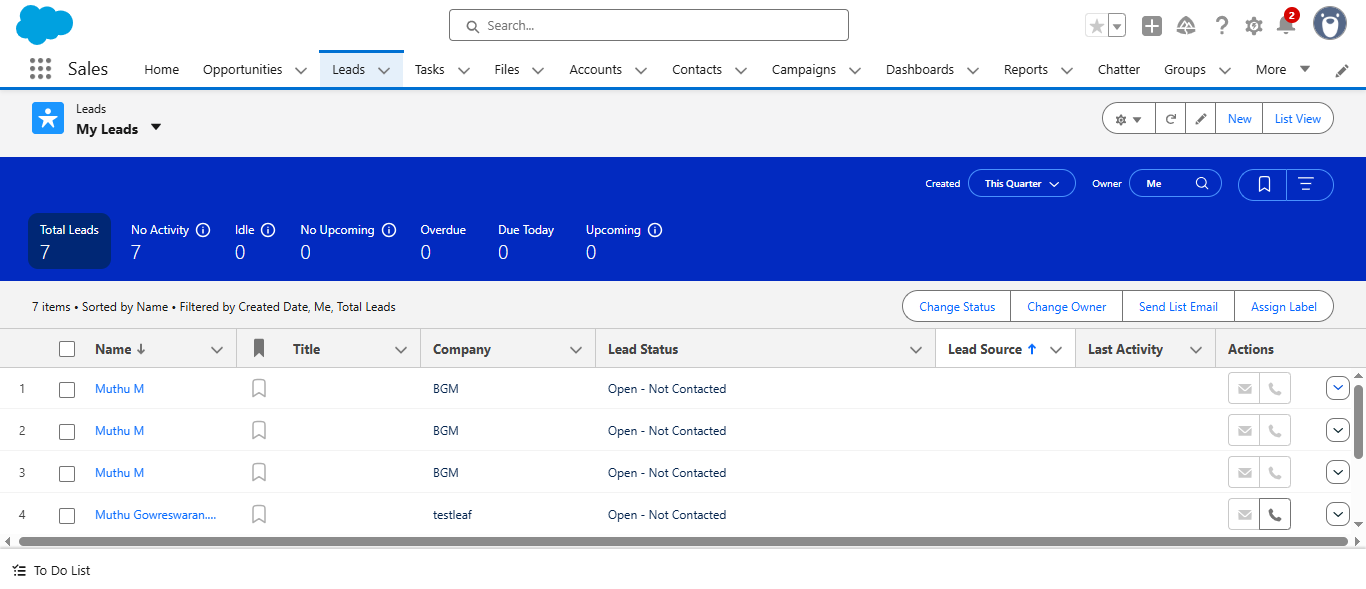 Search...
2
Sales
Home
Opportunities
Leads
Tasks
Files
Accounts
Contacts
Campaigns
Dashboards
Reports
Chatter
Groups
More
Leads
My Leads
New
List View
Created
This Quarter
Owner
Me
Total Leads
7
No Activity
7
Idle
0
No Upcoming
0
Overdue
0
Due Today
0
Upcoming
0
7 items • Sorted by Name • Filtered by Created Date, Me, Total Leads
Change Status
Change Owner
Send List Email
Assign Label
Name
Title
Company
Lead Status
Lead Source
Last Activity
Actions
1 Muthu M BGM Open - Not Contacted
2 Muthu M BGM Open - Not Contacted
3 Muthu M BGM Open - Not Contacted
4 Muthu Gowreswaran.... testleaf Open - Not Contacted
To Do List